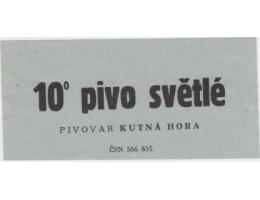 10° pivo světlé
PIVOVAR KUTNÁ HORA
ČSN 566 635